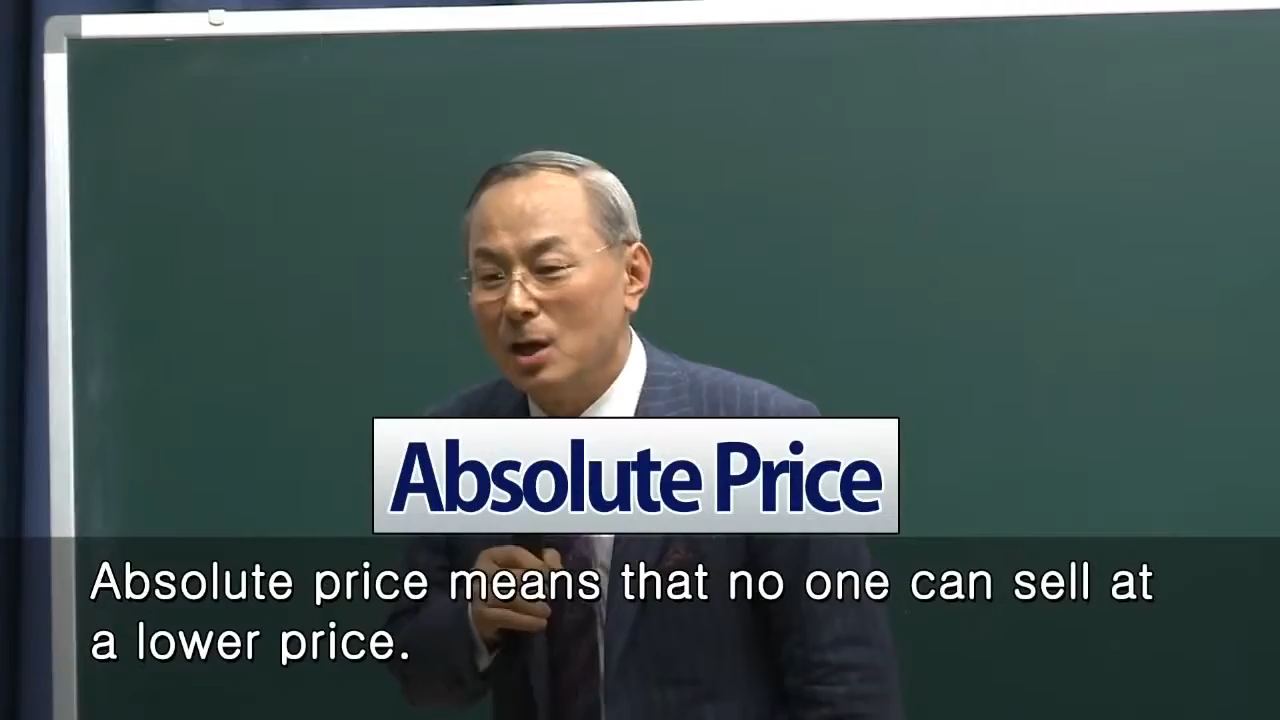 Absolute Price
Absolute price means that no one can sell at
a lower price.